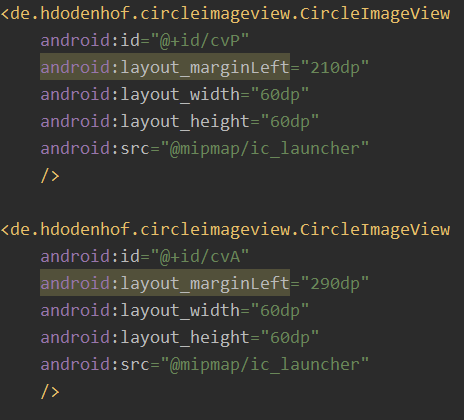 <de.hdodenhof.circleimageview.CircleImageView
android:id="@+id/cvP"
android:layout_marginLeft="210dp"
android:layout_width="60dp"
android:layout_height="60dp"
android:src="@mipmap/ic_launcher"
/>
<de.hdodenhof.circleimageview.CircleImageView
android:id="@+id/cvA"
android:layout_marginLeft="290dp"
android:layout_width="60dp"
android:layout_height="60dp"
android:src="@mipmap/ic_launcher"
/>